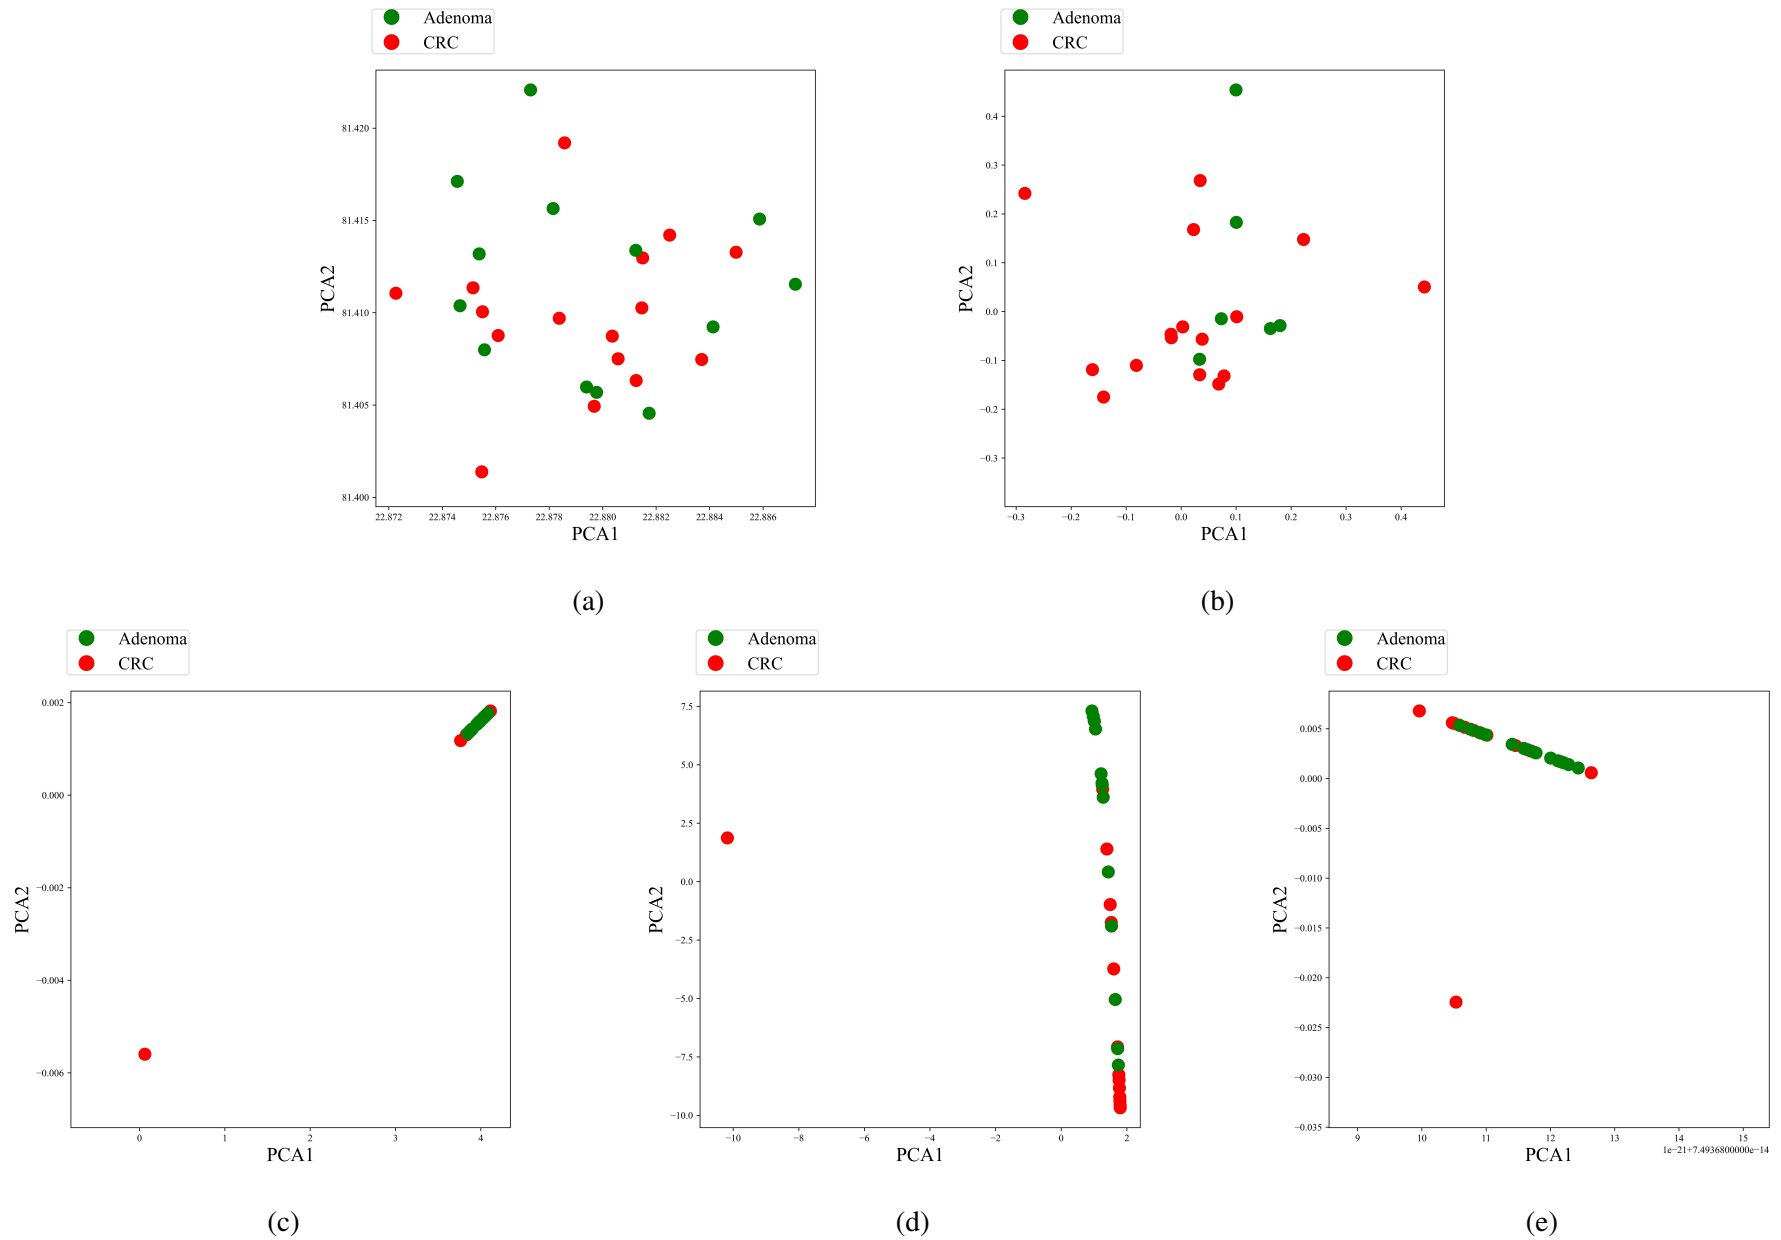 Adenoma
CRC
81.420
81.415
81.410
81.405
81.400
PCA2
22.872 22.874 22.876 22.878 22.880 22.882 22.884 22.886
PCA1
(a)
Adenoma
CRC
0.4
0.3
0.2
0.1
0.0
−0.1
−0.2
−0.3
PCA2
−0.3 −0.2 −0.1 0.0 0.1 0.2 0.3 0.4
PCA1
(b)
Adenoma
CRC
0.002
0.000
−0.002
−0.004
−0.006
PCA2
0 1 2 3 4
PCA1
(c)
Adenoma
CRC
7.5
5.0
2.5
0.0
−2.5
−5.0
−7.5
−10.0
PCA2
−10 −8 −6 −4 −2 0 2
PCA1
(d)
Adenoma
CRC
0.005
0.000
−0.005
−0.010
−0.015
−0.020
−0.025
−0.030
−0.035
PCA2
9 10 11 12 13 14 15
1e−21+7.4936800000e−14
PCA1
(e)